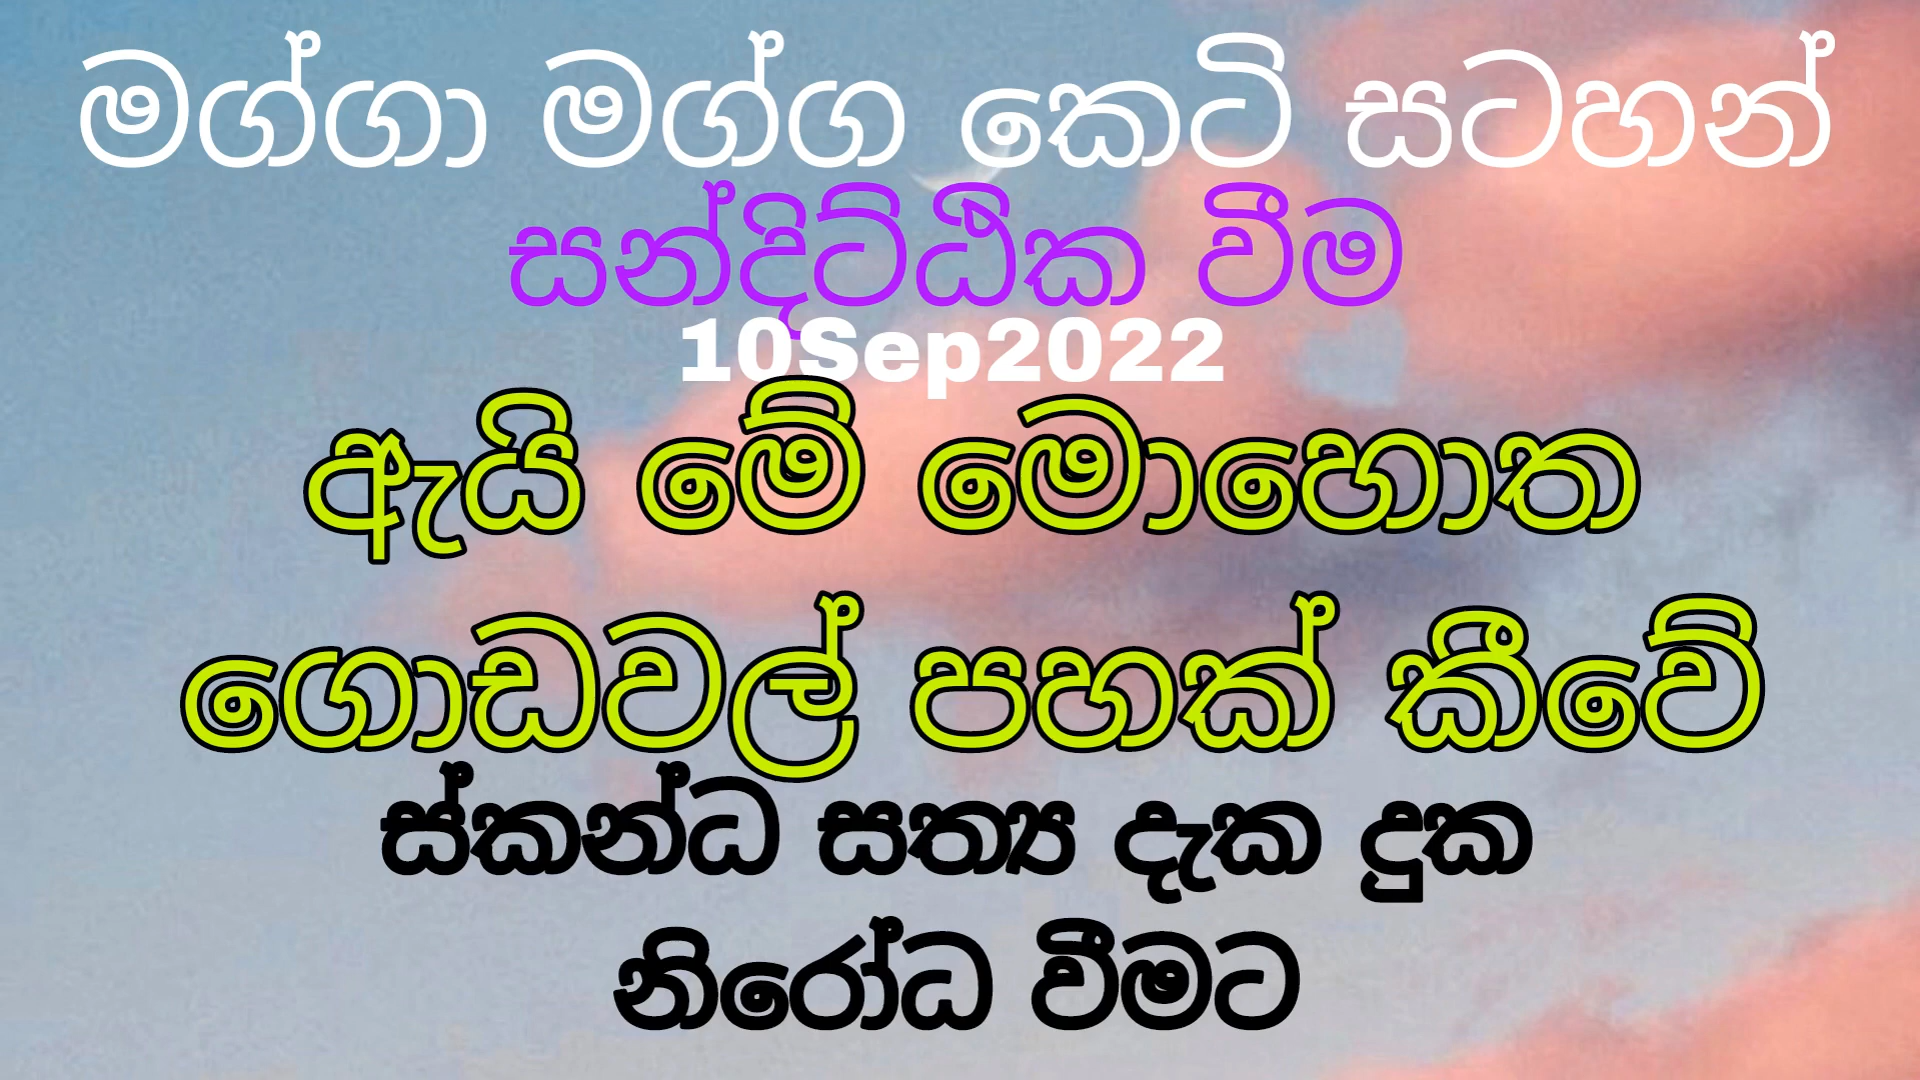 මග්ගා මග්ග කෙටි සටහන්
සන්දිට්ඨික වීම
10Sep2022
ඇයි මේ මොහොත
ගොඩවල් පහක් කීවේ
ස්කන්ධ සත්‍ය දැක දුක
නිරෝධ වීමට